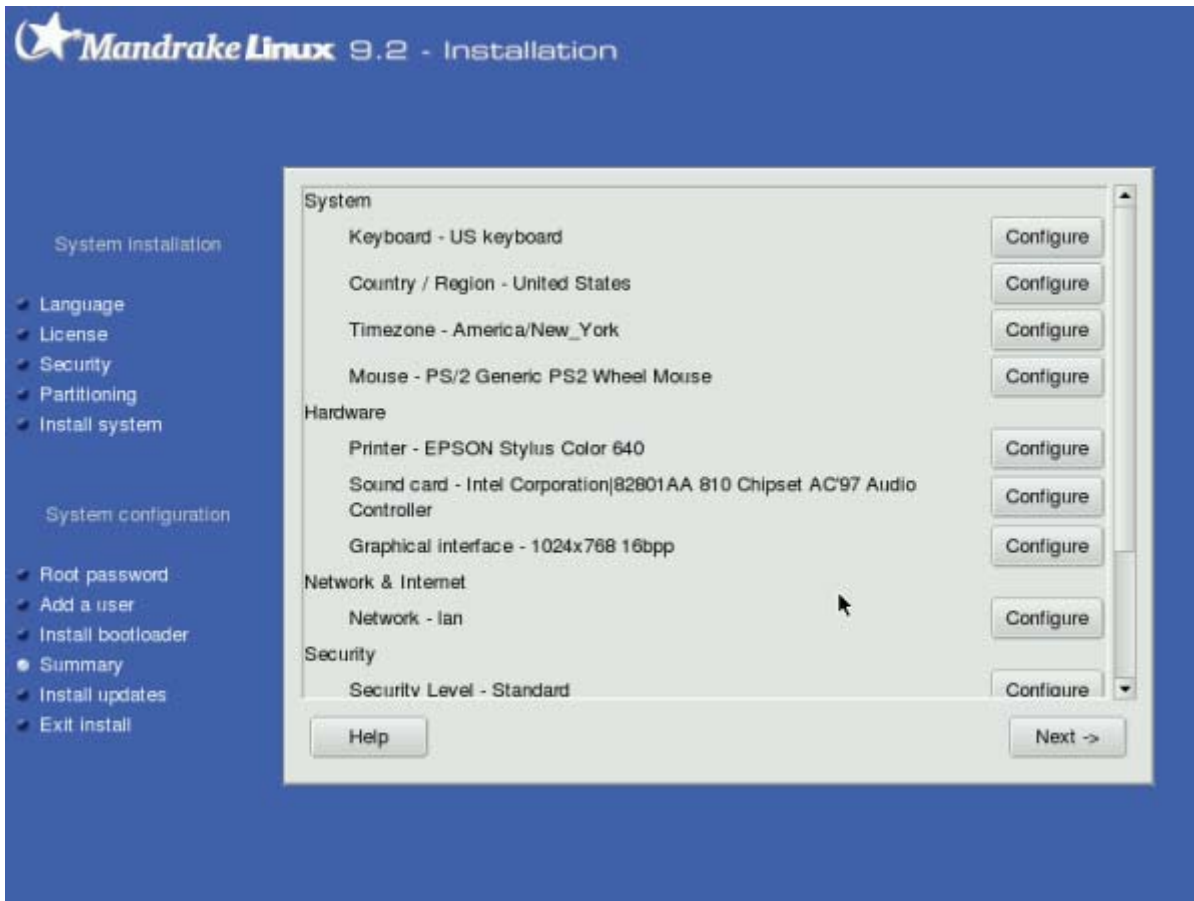 Mandrake Linux 9.2 - Installation
System installation
Language
License
Security
Partitioning
Install system
System configuration
Root password
Add a user
Install bootloader
Summary
Install updates
Exit install
System
Keyboard - US keyboard Configure
Country / Region - United States Configure
Timezone - America/New_York Configure
Mouse - PS/2 Generic PS2 Wheel Mouse Configure
Hardware
Printer - EPSON Stylus Color 640 Configure
Sound card - Intel Corporation|82801AA 810 Chipset AC'97 Audio
Controller Configure
Graphical interface - 1024x768 16bpp Configure
Network & Internet
Network - lan Configure
Security
Security Level - Standard Configure
Help Next ->